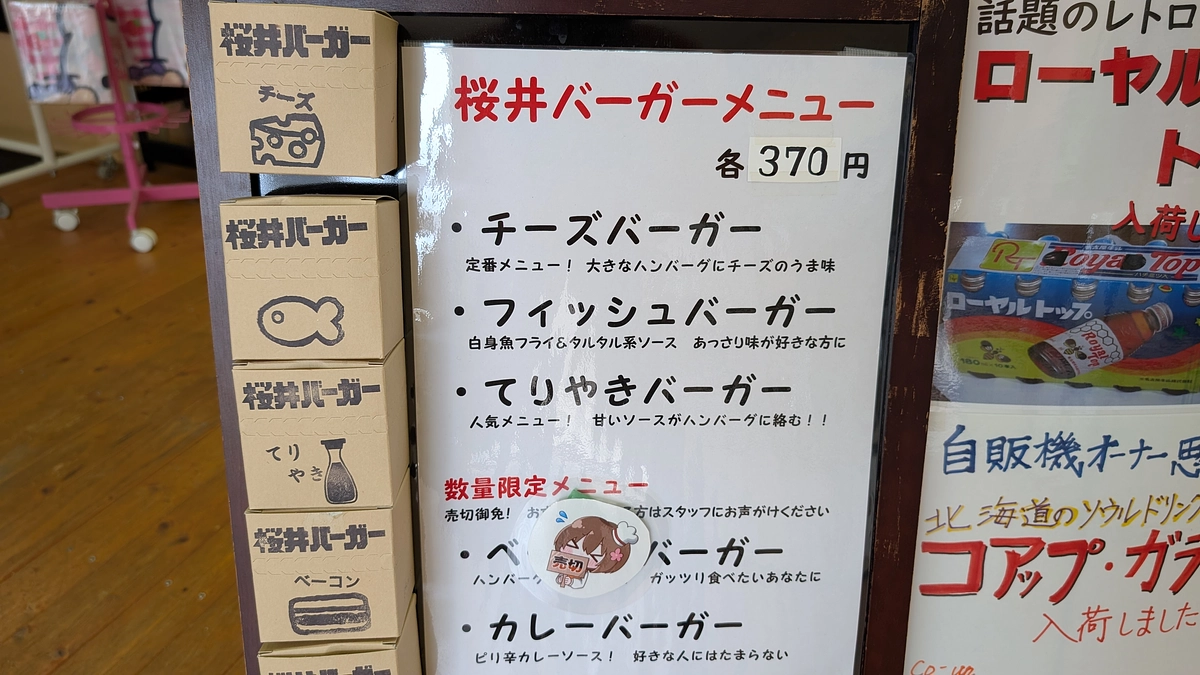 桜井バーガー
チーズ
桜井バーガー
桜井バーガー
てり
やき
桜井バーガー
ベーコン
桜井バーガーメニュー
各 370 円
・チーズバーガー
定番メニュー! 大きなハンバーグにチーズのうま味
・フィッシュバーガー
白身魚フライ&タルタル系ソース あっさり味が好きな方に
・てりやきバーガー
人気メニュー! 甘いソースがハンバーグに絡む!!
数量限定メニュー
売切御免! お 方はスタッフにお声がけください
・ベ バーガー
ハンバーグ ガッツリ食べたいあなたに
売切
・カレーバーガー
ピリ辛カレーソース! 好きな人にはたまらない
話題のレトロ
ローヤル
ト
入荷し
Royal Top
ローヤルトップ
自販機オーナー思
北海道のソウルドリンク
コアップ・ガラ
入荷しました